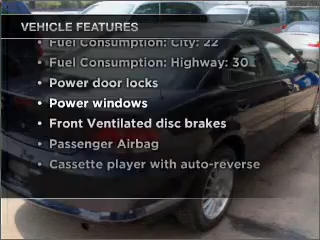 VEHICLE FEATURES
• Fuel Consumption: City: 22
• Fuel Consumption: Highway: 30
• Power door locks
• Power windows
• Front Ventilated disc brakes
• Passenger Airbag
• Cassette player with auto-reverse